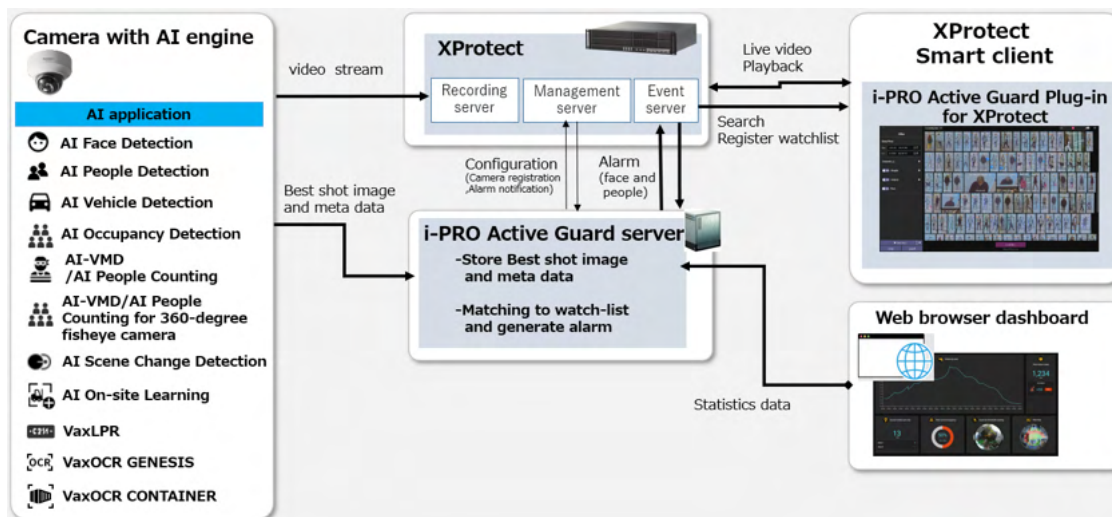 Camera with AI engine
AI application
AI Face Detection
AI People Detection
AI Vehicle Detection
AI Occupancy Detection
AI-VMD
/AI People Counting
AI-VMD/AI People
Counting for 360-degree
fisheye camera
AI Scene Change Detection
AI On-site Learning
VaxLPR
OCR
VaxOCR GENESIS
VaxOCR CONTAINER
video stream
Best shot image
and meta data
XProtect
Recording
server
Management
server
Event
server
Configuration
(Camera registration
,Alarm notification)
Alarm
(face and
people)
i-PRO Active Guard server
-Store Best shot image
and meta data
-Matching to watch-list
and generate alarm
Live video
Playback
Search
Register watchlist
Statistics data
XProtect
Smart client
i-PRO Active Guard Plug-in
for XProtect
Web browser dashboard
1,234
13